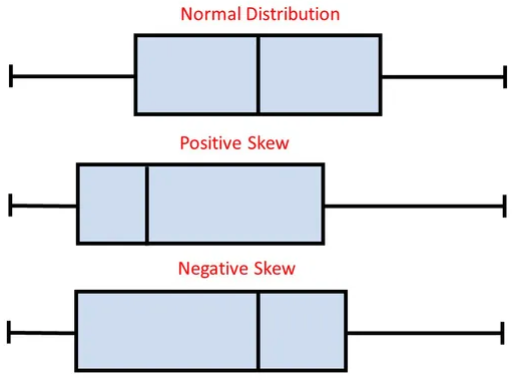 Normal Distribution
Positive Skew
Negative Skew